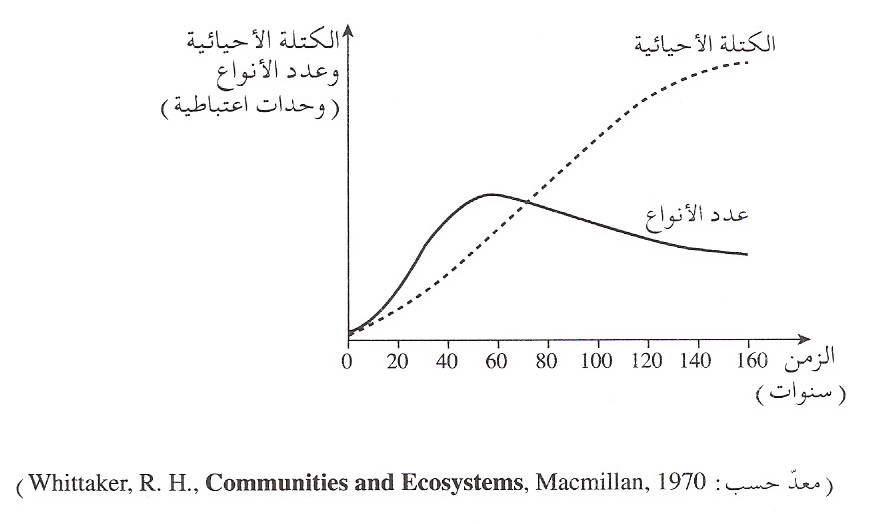 الكتلة الأحيائية
وعدد الأنواع
(وحدات اعتباطية)
الكتلة الأحيائية
عدد الأنواع
0 20 40 60 80 100 120 140 160 الزمن
(سنوات)
(معدّ حسب: Whittaker, R. H., Communities and Ecosystems, Macmillan, 1970)